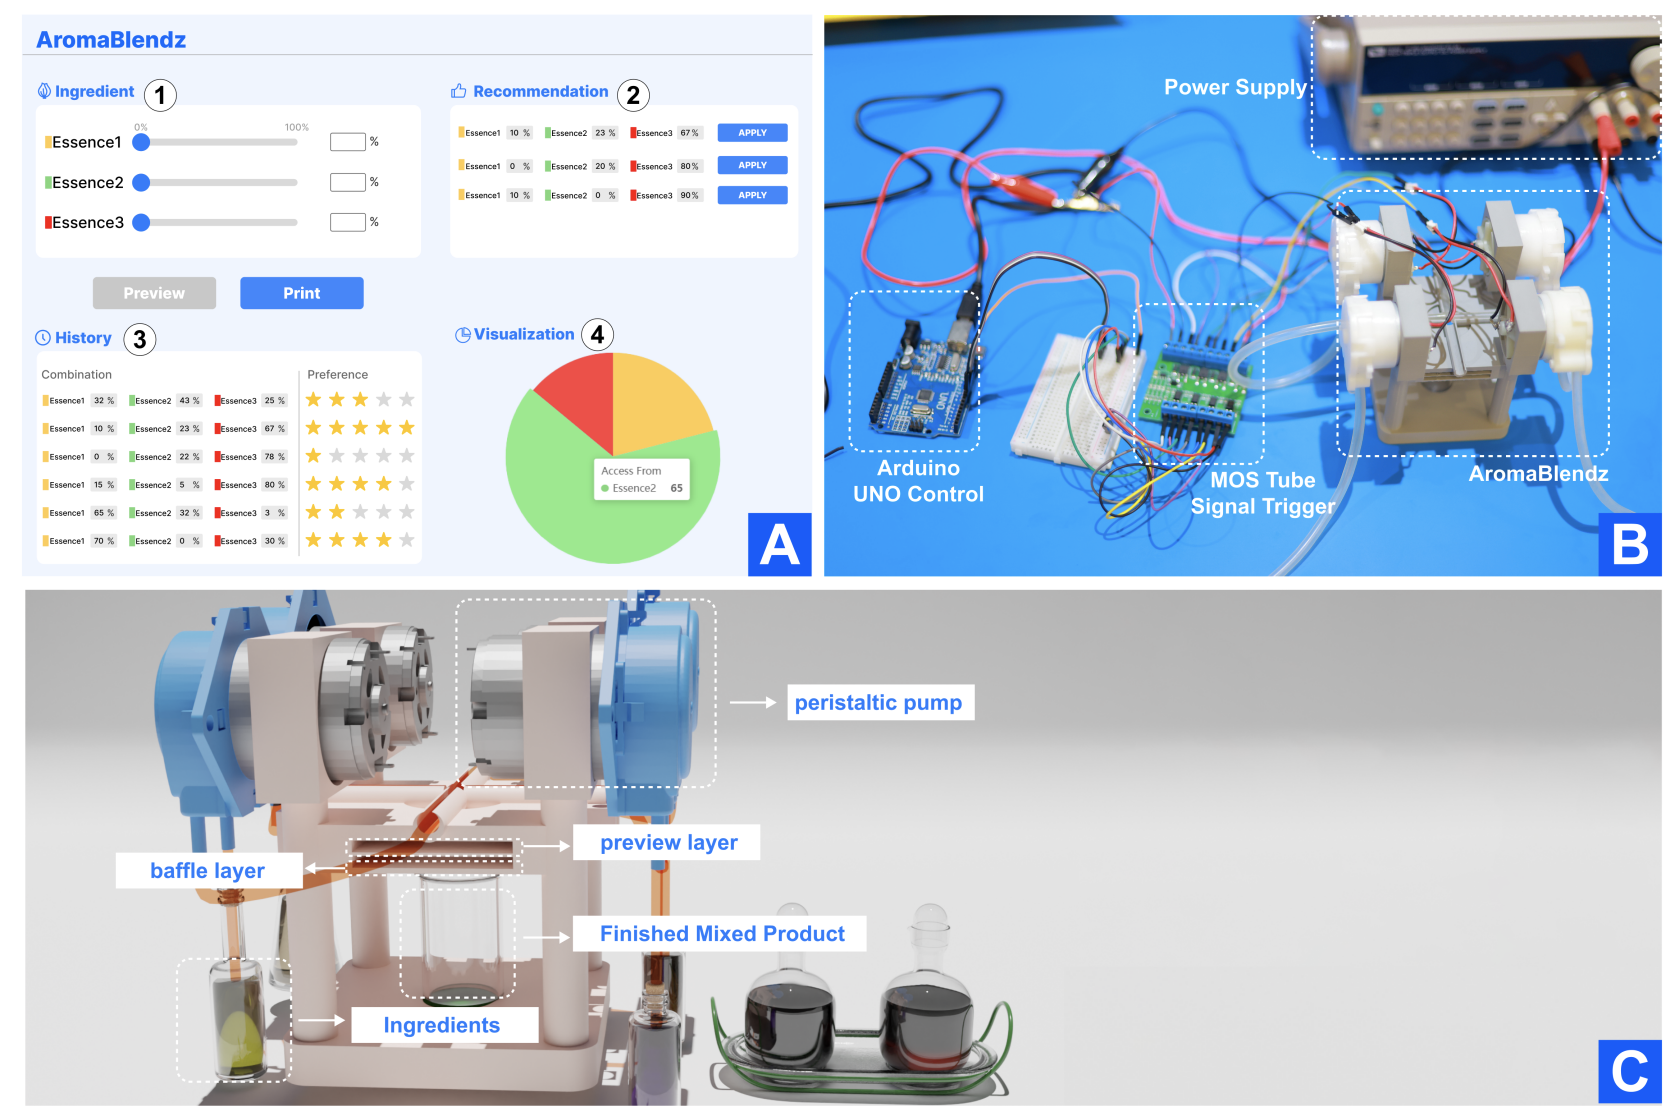 AromaBlendz
Ingredient 1
0% 100%
Essence1 %
Essence2 %
Essence3 %
Preview Print
Recommendation 2
Essence1 10 % Essence2 23 % Essence3 67 % APPLY
Essence1 0 % Essence2 20 % Essence3 80 % APPLY
Essence1 10 % Essence2 0 % Essence3 90 % APPLY
History 3
Combination Preference
Essence1 32 % Essence2 43 % Essence3 25 %
Essence1 10 % Essence2 23 % Essence3 67 %
Essence1 0 % Essence2 22 % Essence3 78 %
Essence1 15 % Essence2 5 % Essence3 80 %
Essence1 65 % Essence2 32 % Essence3 3 %
Essence1 70 % Essence2 0 % Essence3 30 %
Visualization 4
Access From
Essence2 65
A
Power Supply
Arduino
UNO Control
MOS Tube
Signal Trigger
AromaBlendz
UNO
B
peristaltic pump
preview layer
baffle layer
Finished Mixed Product
Ingredients
C